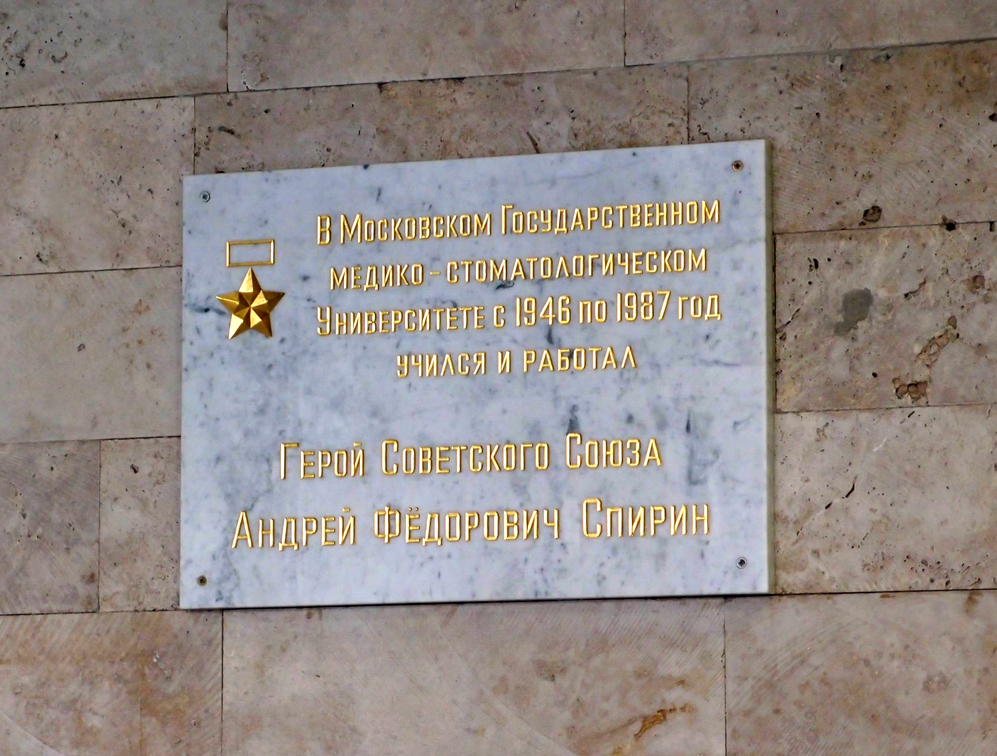 В Московском Государственном
медико-стоматологическом
Университете с 1946 по 1987 год
учился и работал
Герой Советского Союза
Андрей Фёдорович Спирин